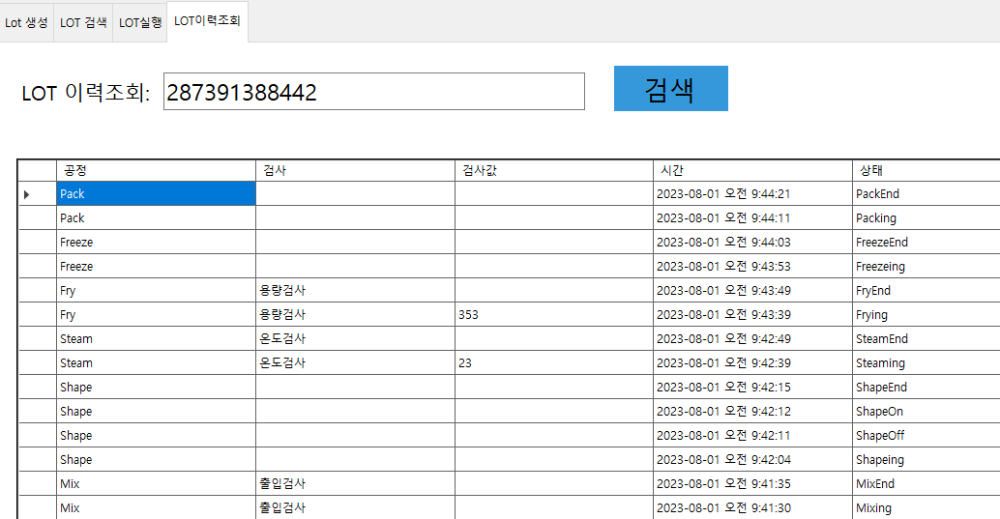 Lot 생성 LOT 검색 LOT실행 LOT이력조회
LOT 이력조회: 287391388442 검색
공정 검사 검사값 시간 상태
Pack 2023-08-01 오전 9:44:21 PackEnd
Pack 2023-08-01 오전 9:44:11 Packing
Freeze 2023-08-01 오전 9:44:03 FreezeEnd
Freeze 2023-08-01 오전 9:43:53 Freezeing
Fry 용량검사 2023-08-01 오전 9:43:49 FryEnd
Fry 용량검사 353 2023-08-01 오전 9:43:39 Frying
Steam 온도검사 2023-08-01 오전 9:42:49 SteamEnd
Steam 온도검사 23 2023-08-01 오전 9:42:39 Steaming
Shape 2023-08-01 오전 9:42:15 ShapeEnd
Shape 2023-08-01 오전 9:42:12 ShapeOn
Shape 2023-08-01 오전 9:42:11 ShapeOff
Shape 2023-08-01 오전 9:42:04 Shapeing
Mix 출입검사 2023-08-01 오전 9:41:35 MixEnd
Mix 출입검사 2023-08-01 오전 9:41:30 Mixing